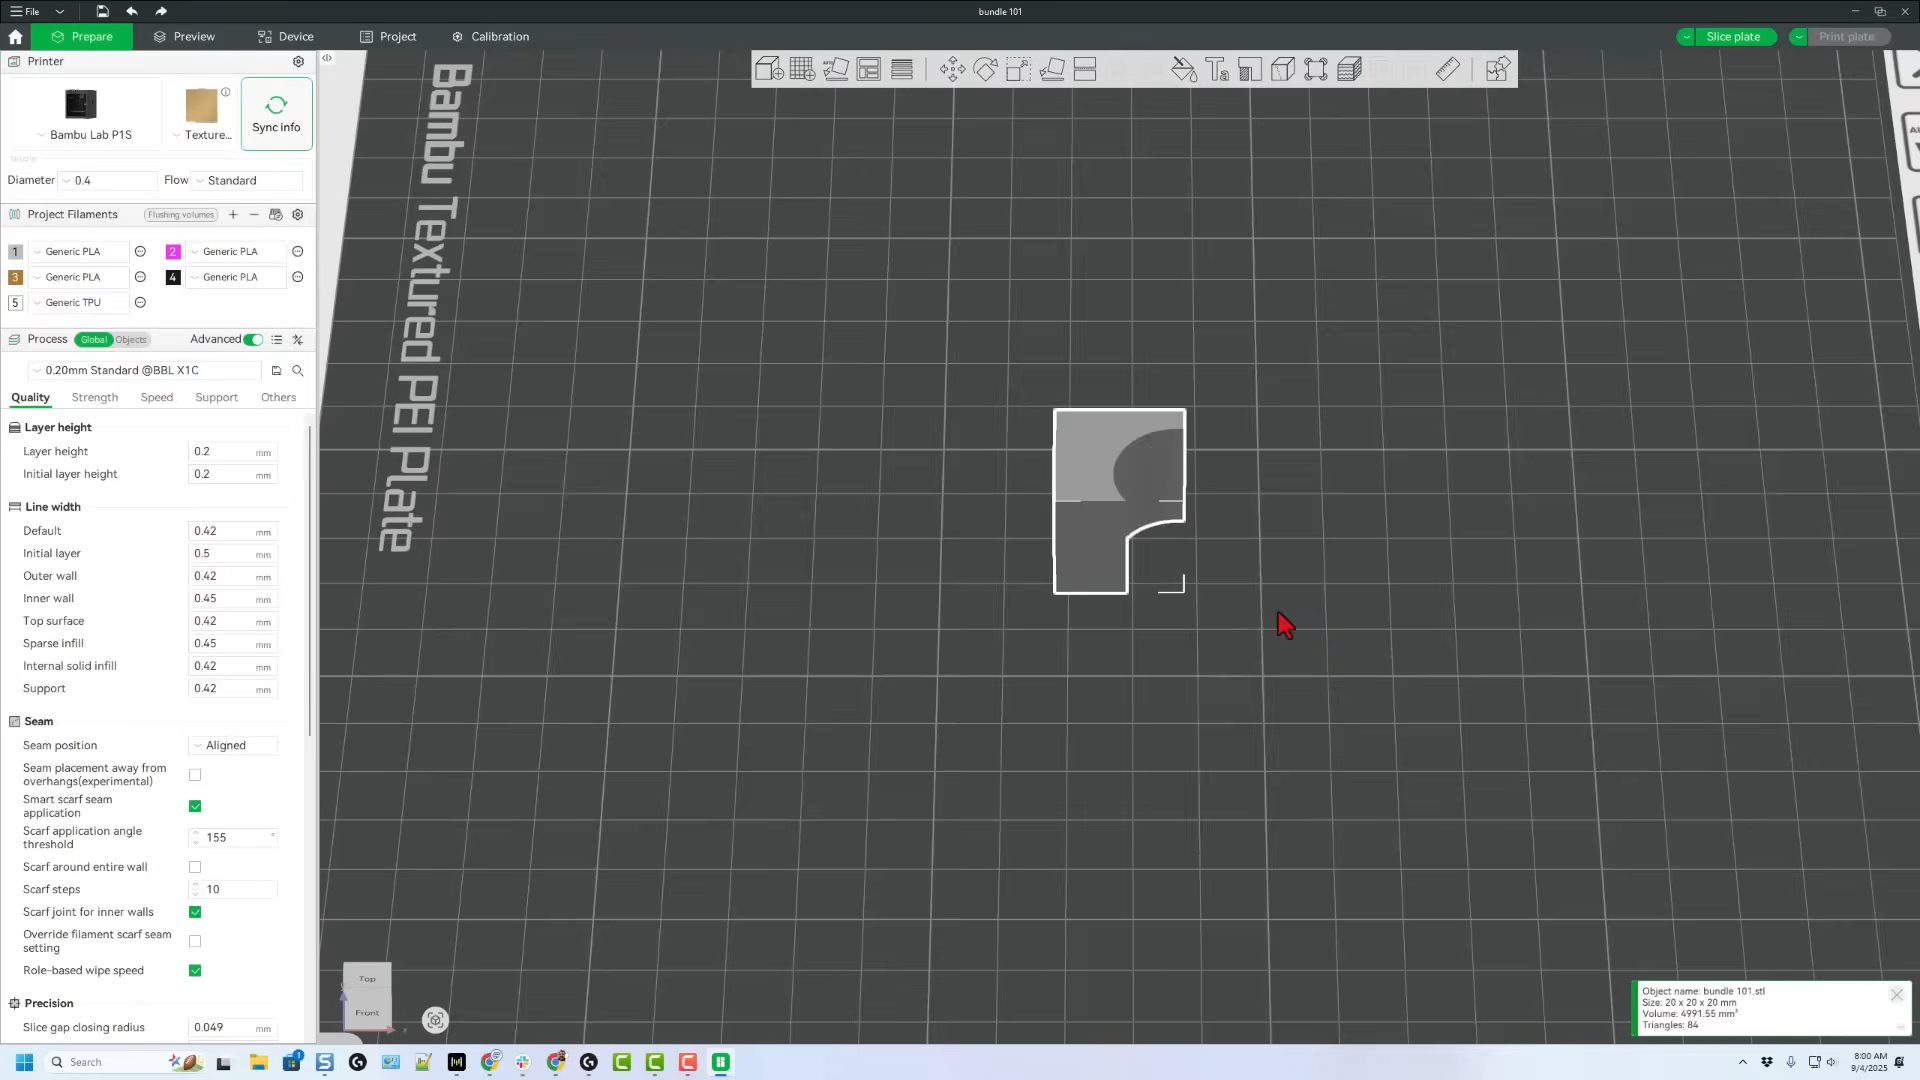 File
bundle 101
Prepare
Preview
Device
Project
Calibration
Slice plate
Print plate
Printer
Bambu Lab P1S
Texture...
Sync info
Nozzle
Diameter
0.4
Flow
Standard
Project Filaments
Flushing volumes
1 Generic PLA
2 Generic PLA
3 Generic PLA
4 Generic PLA
5 Generic TPU
Process
Global
Objects
Advanced
0.20mm Standard @BBL X1C
Quality
Strength
Speed
Support
Others
Layer height
Layer height 0.2 mm
Initial layer height 0.2 mm
Line width
Default 0.42 mm
Initial layer 0.5 mm
Outer wall 0.42 mm
Inner wall 0.45 mm
Top surface 0.42 mm
Sparse infill 0.45 mm
Internal solid infill 0.42 mm
Support 0.42 mm
Seam
Seam position Aligned
Seam placement away from
overhangs(experimental)
Smart scarf seam
application
Scarf application angle
threshold
155 °
Scarf around entire wall
Scarf steps 10
Scarf joint for inner walls
Override filament scarf seam
setting
Role-based wipe speed
Precision
Slice gap closing radius 0.049 mm
Bambu Textured PEI Plate
Top
Front
Object name: bundle 101.stl
Size: 20 x 20 x 20 mm
Volume: 4991.55 mm³
Triangles: 84
Search
8:00 AM
9/4/2025